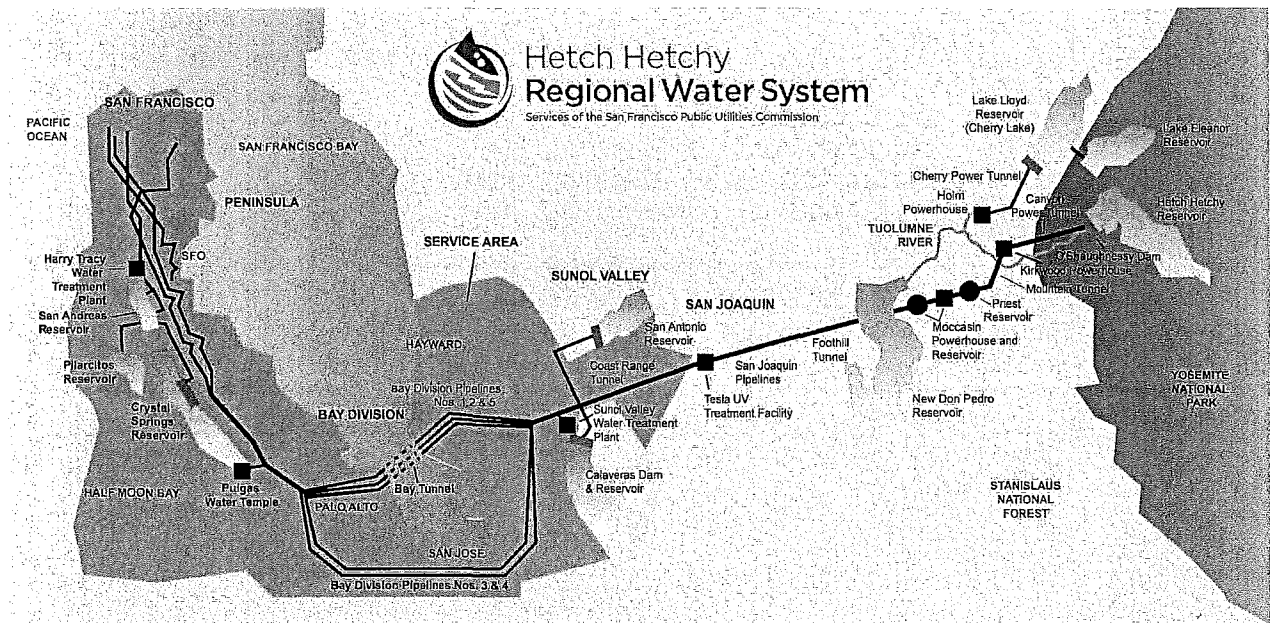 Hetch Hetchy
Regional Water System
Services of the San Francisco Public Utilities Commission
SAN FRANCISCO
PACIFIC
OCEAN
SAN FRANCISCO BAY
PENINSULA
SFO
Harry Tracy
Water
Treatment
Plant
San Andreas
Reservoir
Pilarcitos
Reservoir
Crystal
Springs
Reservoir
HALF MOON BAY
Pulgas
Water Temple
PALO ALTO
SERVICE AREA
HAYWARD
Bay Division Pipelines
Nos. 1,2 & 5
BAY DIVISION
Bay Tunnel
SAN JOSE
Bay Division Pipelines Nos. 3 & 4
SUNOL VALLEY
San Antonio
Reservoir
Coast Range
Tunnel
Sunol Valley
Water Treatment
Plant
Calaveras Dam
& Reservoir
SAN JOAQUIN
San Joaquin
Pipelines
Tesla UV
Treatment Facility
Foothill
Tunnel
Lake Lloyd
Reservoir
(Cherry Lake)
Lake Eleanor
Reservoir
Cherry Power Tunnel
Holm
Powerhouse
Canyon
Power Tunnel
Hetch Hetchy
Reservoir
TUOLUMNE
RIVER
O'Shaughnessy Dam
Kirkwood Powerhouse
Mountain Tunnel
Priest
Reservoir
Moccasin
Powerhouse and
Reservoir
New Don Pedro
Reservoir
YOSEMITE
NATIONAL
PARK
STANISLAUS
NATIONAL
FOREST